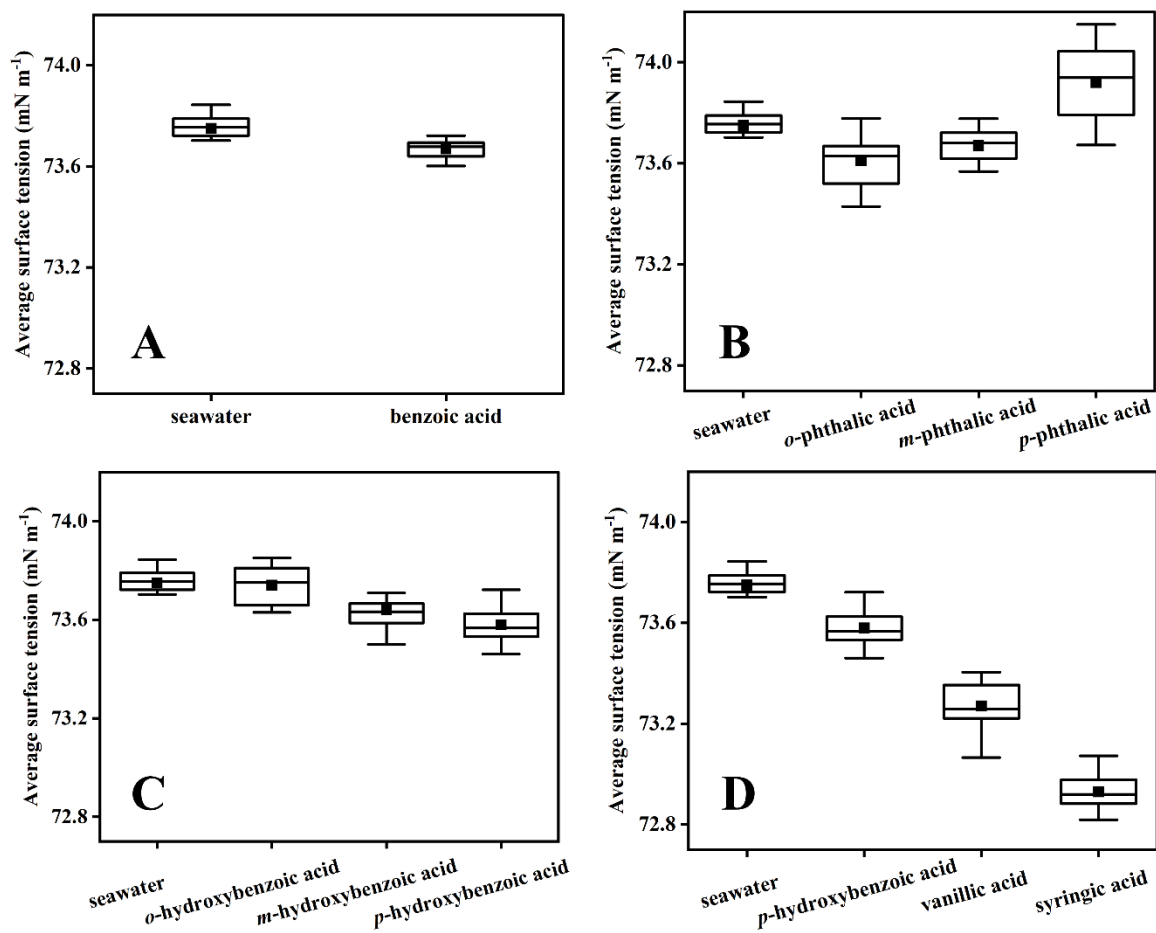 Average surface tension (mN m⁻¹)
74.0
73.6
73.2
72.8
A
seawater
benzoic acid
Average surface tension (mN m⁻¹)
74.0
73.6
73.2
72.8
B
seawater
o-phthalic acid
m-phthalic acid
p-phthalic acid
Average surface tension (mN m⁻¹)
74.0
73.6
73.2
72.8
C
seawater
o-hydroxybenzoic acid
m-hydroxybenzoic acid
p-hydroxybenzoic acid
Average surface tension (mN m⁻¹)
74.0
73.6
73.2
72.8
D
seawater
p-hydroxybenzoic acid
vanillic acid
syringic acid